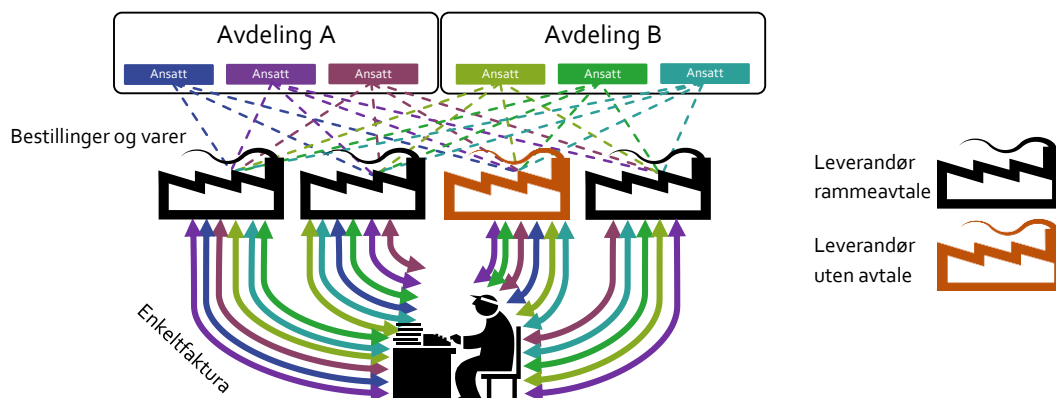 Avdeling A
Avdeling B
Ansatt
Ansatt
Ansatt
Ansatt
Ansatt
Ansatt
Bestillinger og varer
Leverandør
rammeavtale
Leverandør
uten avtale
Enkeltfaktura